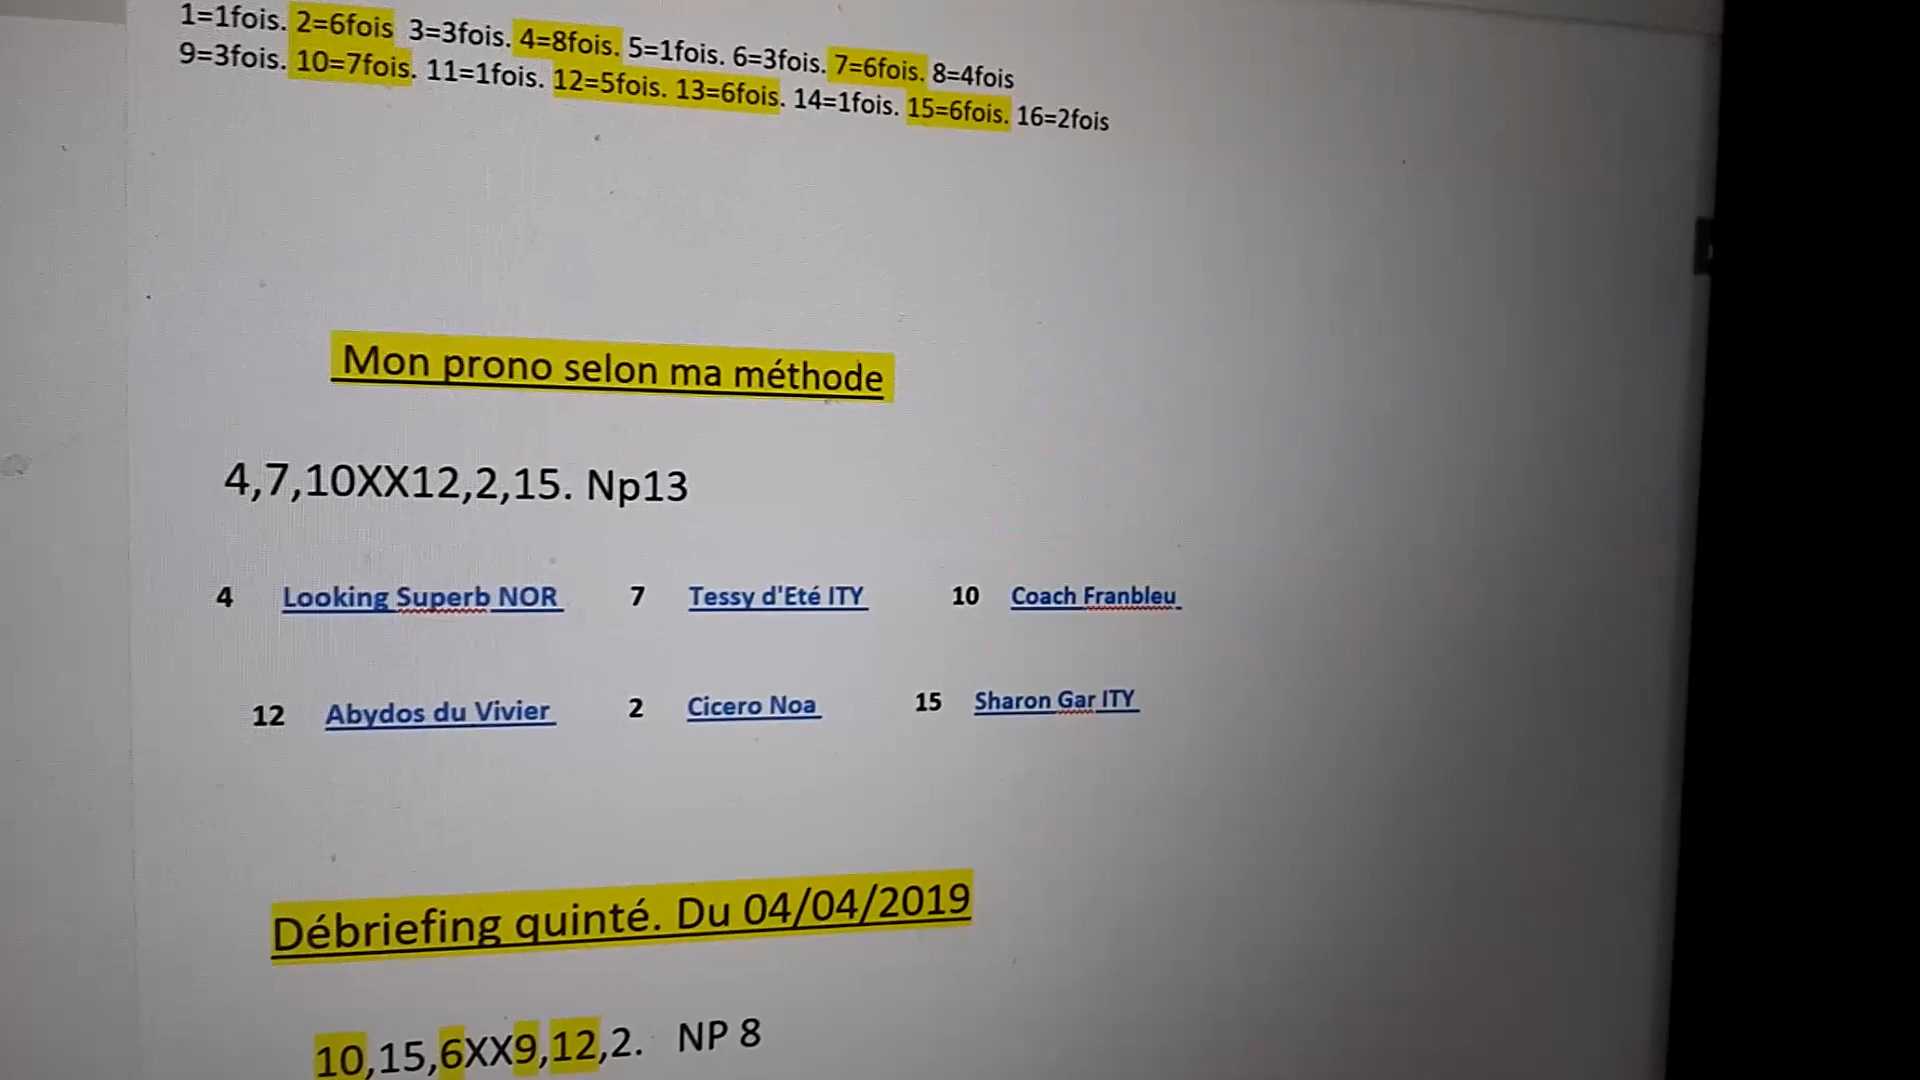 1=1fois. 2=6fois 3=3fois. 4=8fois. 5=1fois. 6=3fois. 7=6fois. 8=4fois
9=3fois. 10=7fois. 11=1fois. 12=5fois. 13=6fois. 14=1fois. 15=6fois. 16=2fois
Mon prono selon ma méthode
4,7,10XX12,2,15. Np13
4 Looking Superb NOR 7 Tessy d'Eté ITY 10 Coach Franbleu
12 Abydos du Vivier 2 Cicero Noa 15 Sharon Gar ITY
Débriefing quinté. Du 04/04/2019
10,15,6XX9,12,2. NP 8